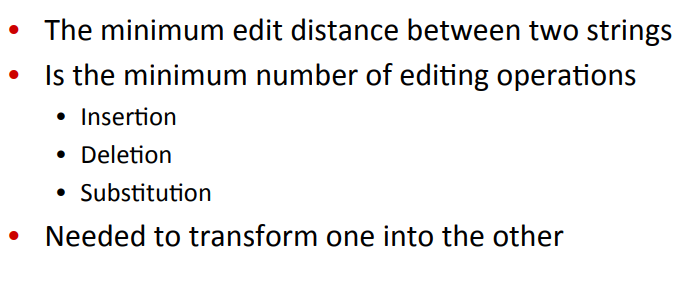 • The minimum edit distance between two strings
• Is the minimum number of editing operations
• Insertion
• Deletion
• Substitution
• Needed to transform one into the other